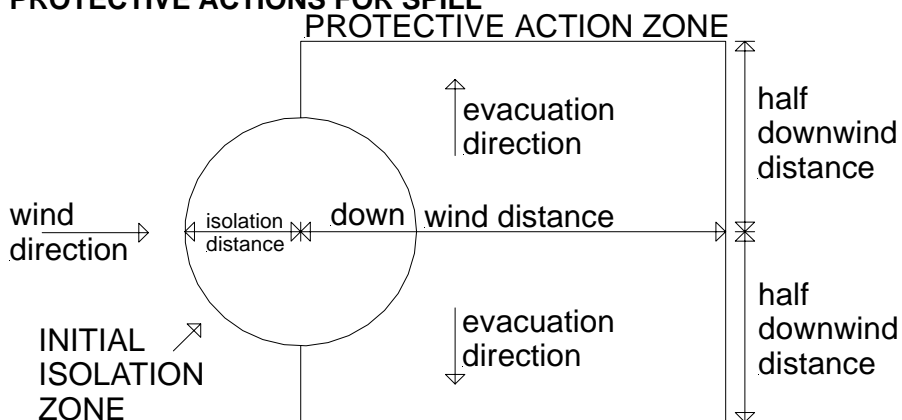 PROTECTIVE ACTIONS FOR SPILL
PROTECTIVE ACTION ZONE
evacuation
direction
half
downwind
distance
wind
direction
isolation
distance
down wind distance
evacuation
direction
half
downwind
distance
INITIAL
ISOLATION
ZONE